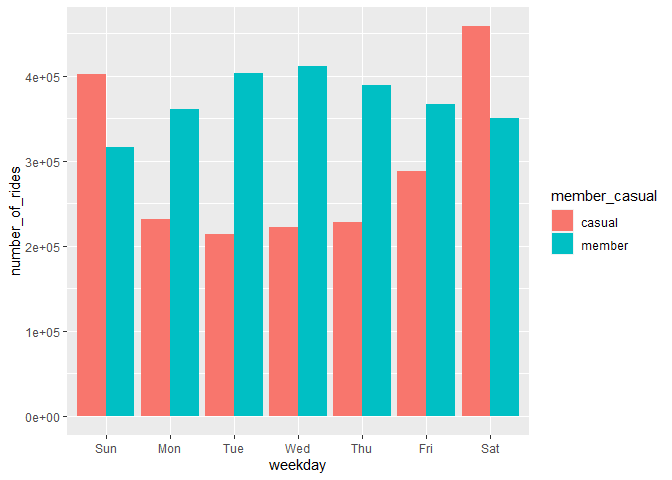 4e+05
3e+05
2e+05
1e+05
0e+00
number_of_rides
Sun Mon Tue Wed Thu Fri Sat
weekday
member_casual
casual
member